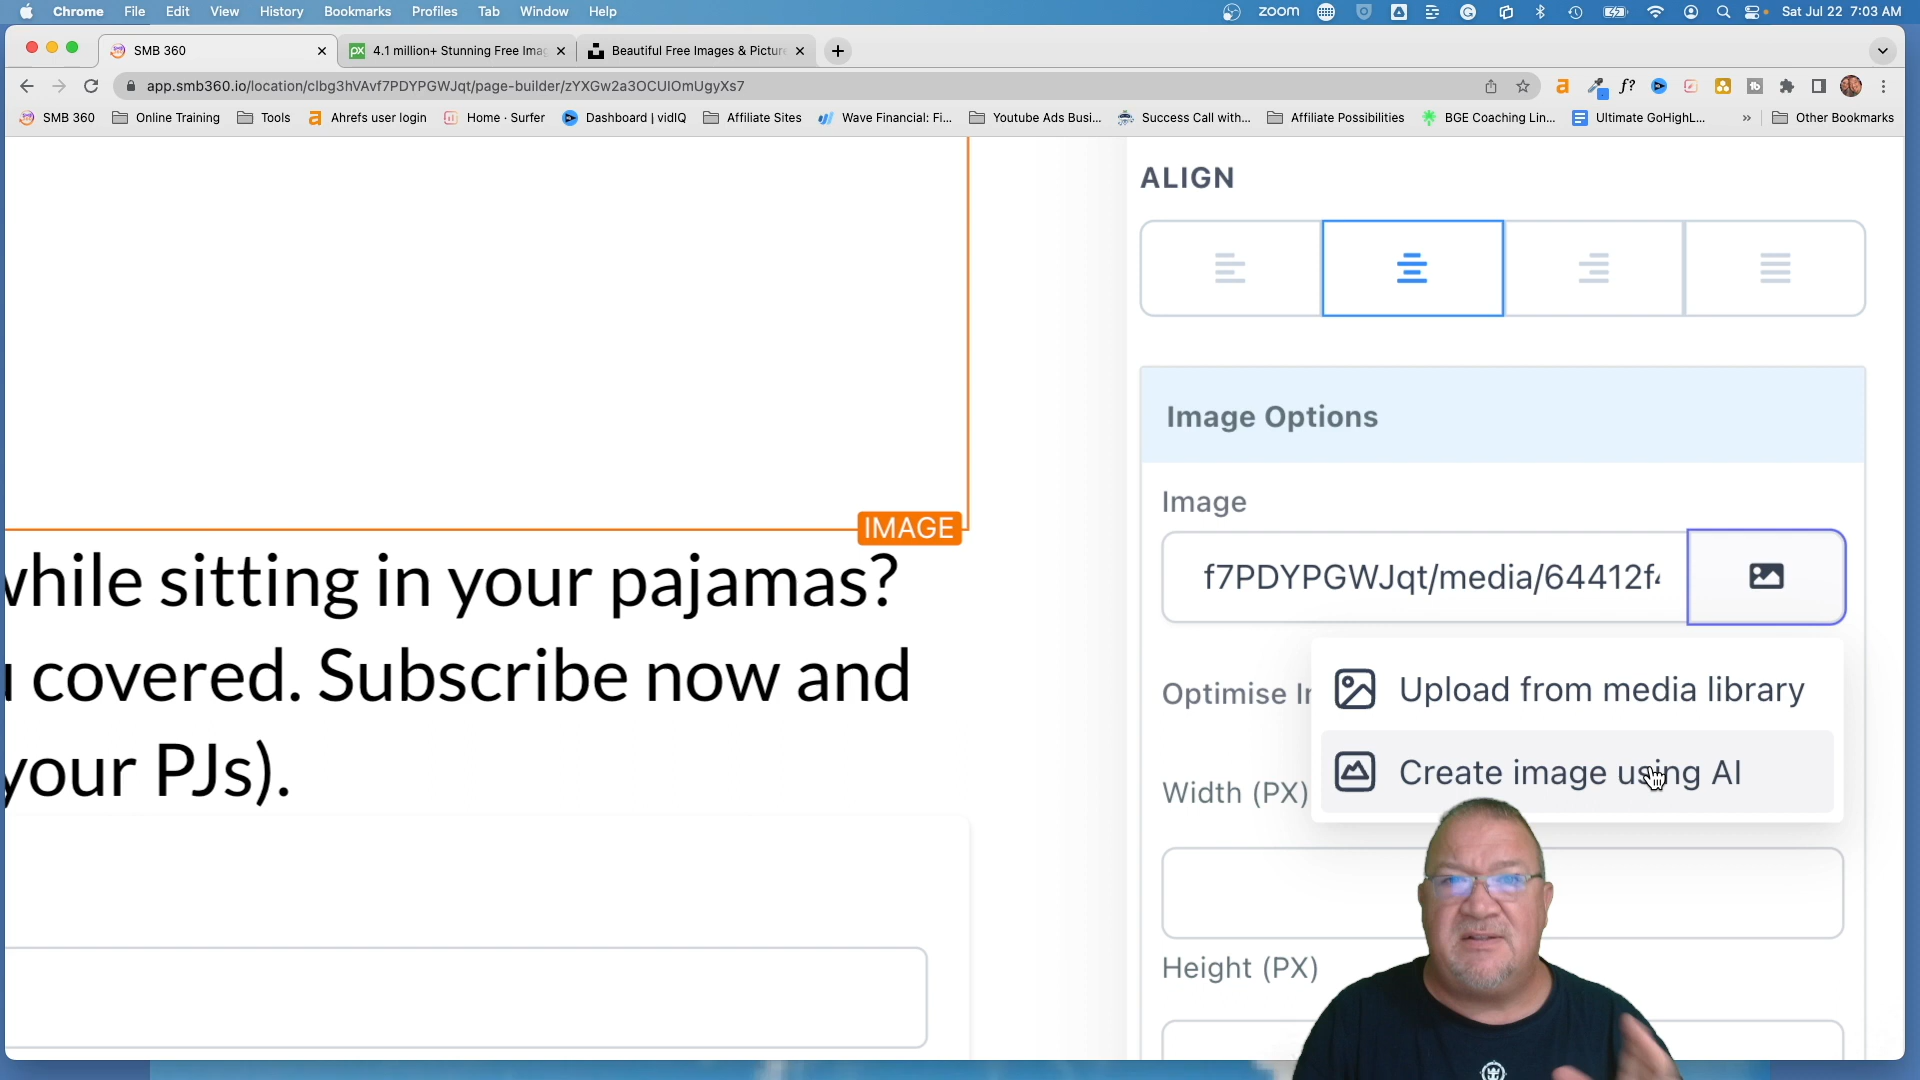 Chrome File Edit View History Bookmarks Profiles Tab Window Help
zoom
Sat Jul 22 7:03 AM
SMB 360
4.1 million+ Stunning Free Imag
Beautiful Free Images & Picture
app.smb360.io/location/clbg3hVAvf7PDYPGWJqt/page-builder/zYXGw2a3OCUIOmUgyXs7
SMB 360
Online Training
Tools
Ahrefs user login
Home · Surfer
Dashboard | vidIQ
Affiliate Sites
Wave Financial: Fi...
Youtube Ads Busi...
Success Call with...
Affiliate Possibilities
BGE Coaching Lin...
Ultimate GoHighL...
Other Bookmarks
ALIGN
Image Options
Image
f7PDYPGWJqt/media/64412f
IMAGE
while sitting in your pajamas?
covered. Subscribe now and
your PJs).
Upload from media library
Optimise
Create image using AI
Width (PX)
Height (PX)